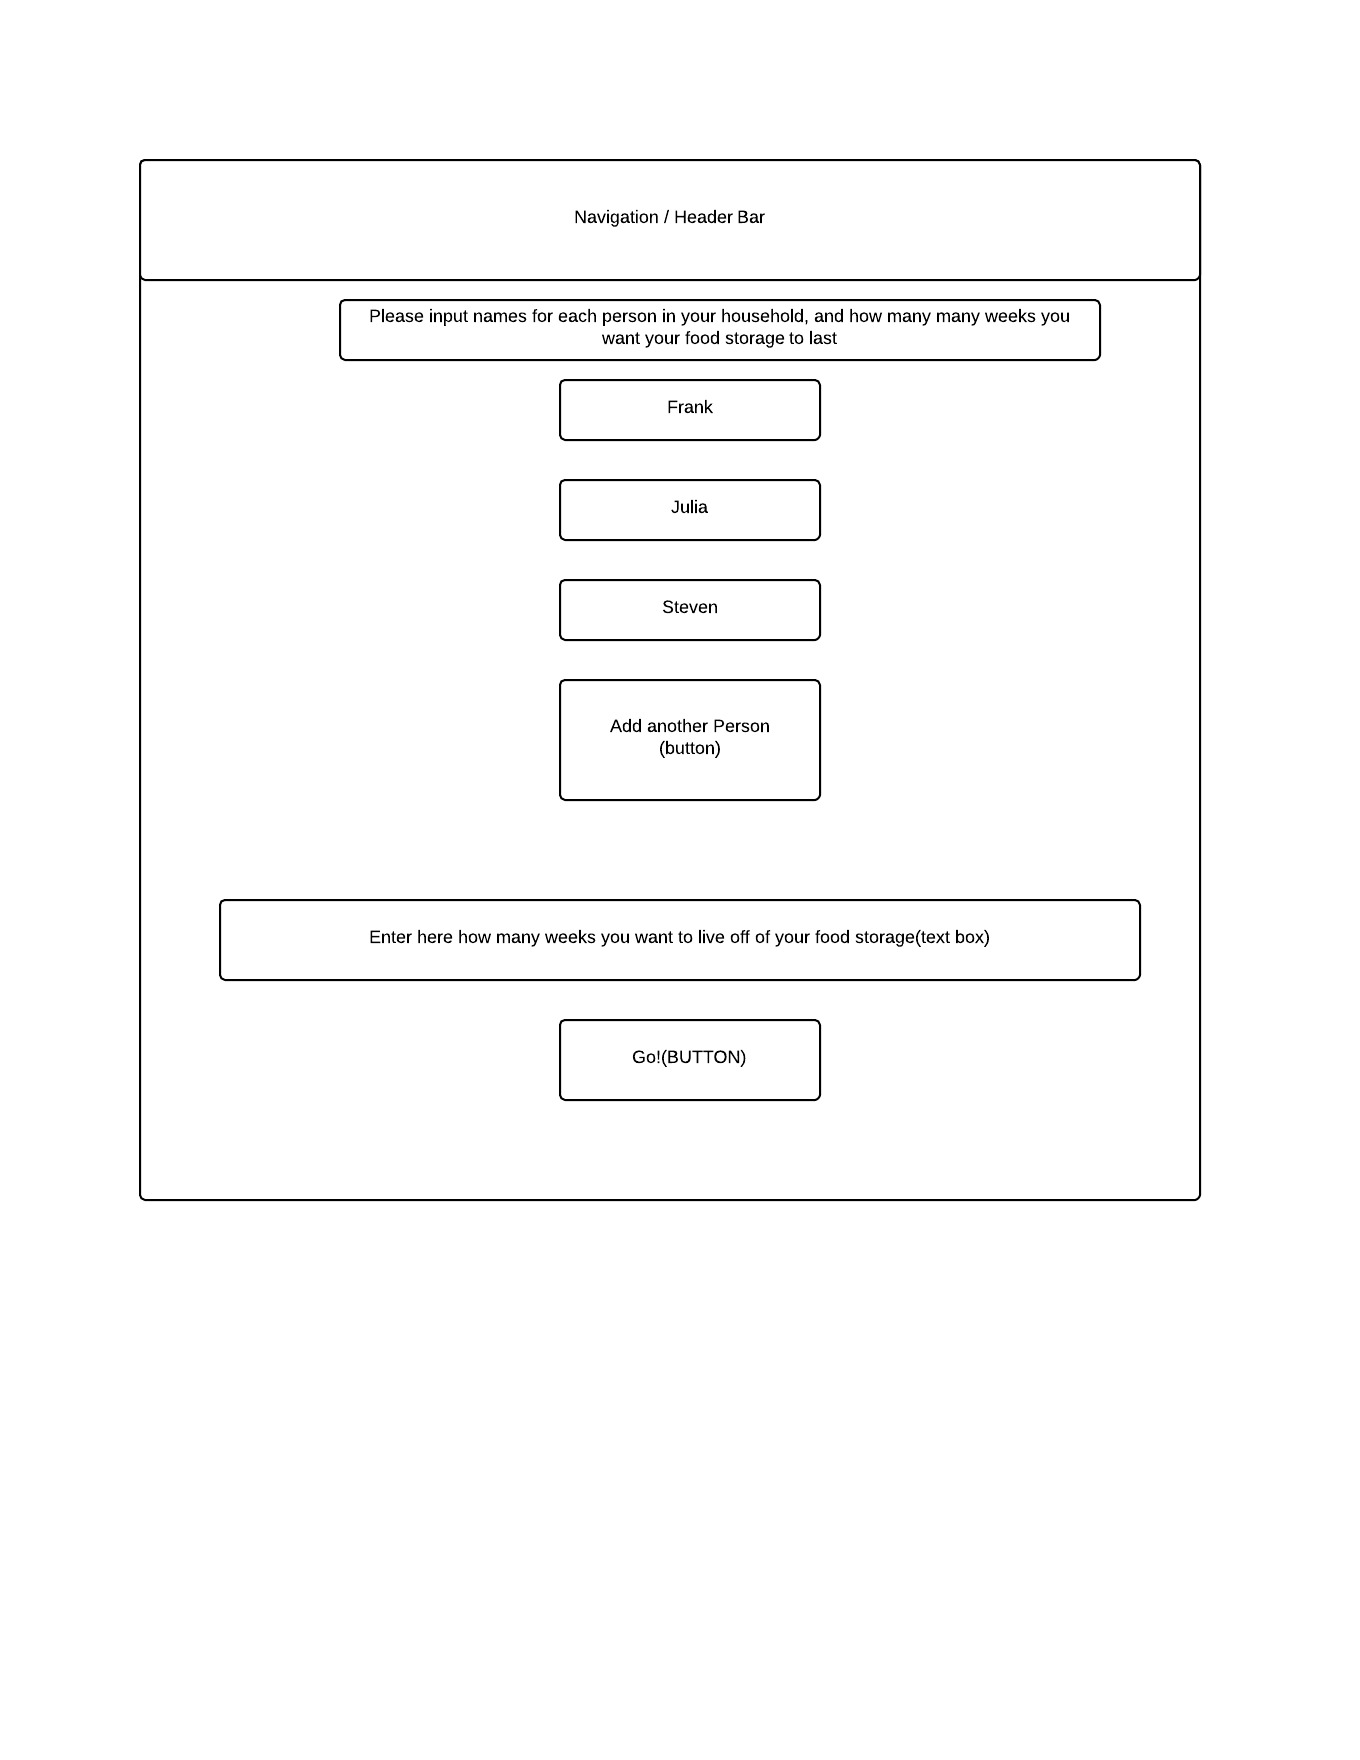 Navigation / Header Bar
Please input names for each person in your household, and how many many weeks you
want your food storage to last
Frank
Julia
Steven
Add another Person
(button)
Enter here how many weeks you want to live off of your food storage(text box)
Go!(BUTTON)